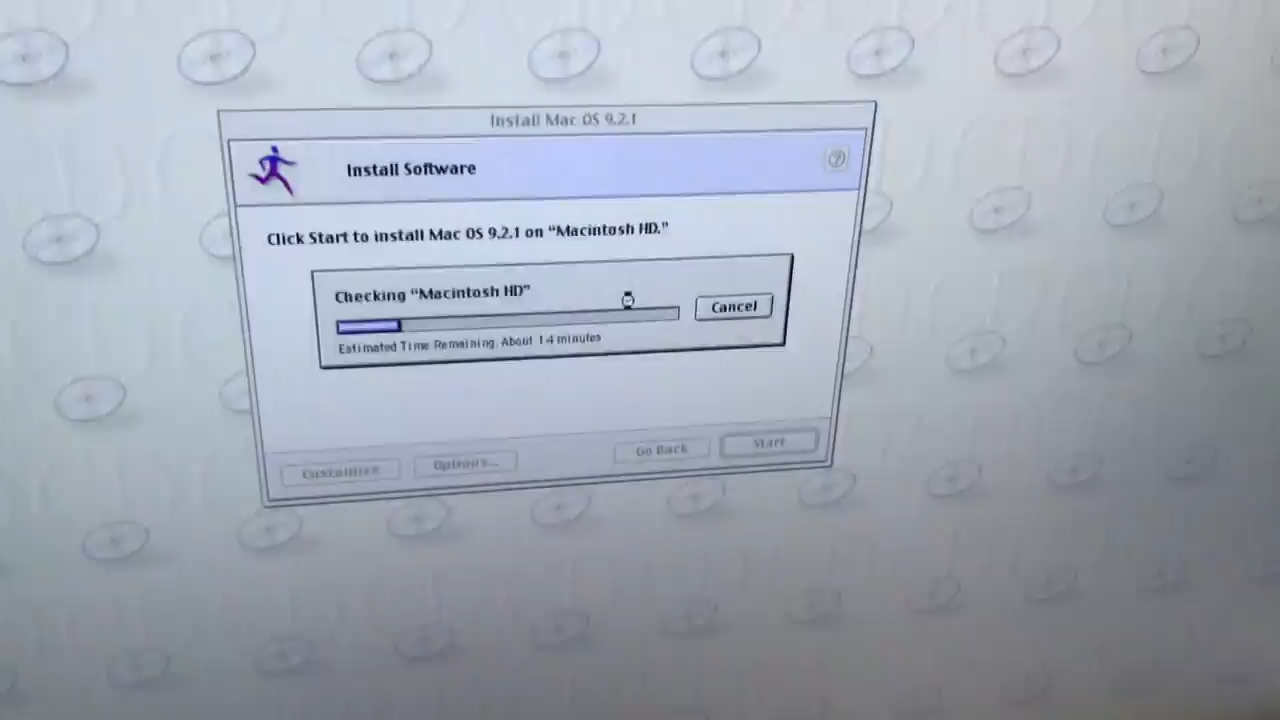 Install Mac OS 9.2.1
Install Software
?
Click Start to install Mac OS 9.2.1 on “Macintosh HD.”
Checking “Macintosh HD”
Cancel
Estimated Time Remaining: About 14 minutes
Customize
Options...
Go Back
Start